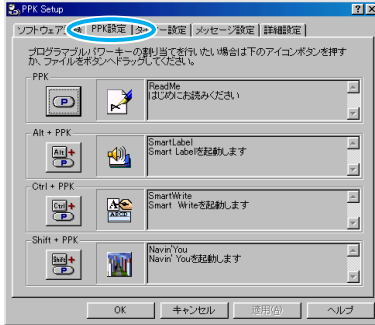 PPK Setup
ソフトウェア PPK設定 ター設定 メッセージ設定 詳細設定
プログラマブルパワーキーの割り当てを行いたい場合は下のアイコンボタンを押す
か、ファイルをボタンへドラッグしてください。
PPK
P
ReadMe
はじめにお読みください
Alt + PPK
Alt + P
SmartLabel
Smart Labelを起動します
Ctrl + PPK
Ctrl + P
SmartWrite
Smart Writeを起動します
Shift + PPK
Shift + P
Navin'You
Navin' Youを起動します
OK キャンセル 適用(A) ヘルプ